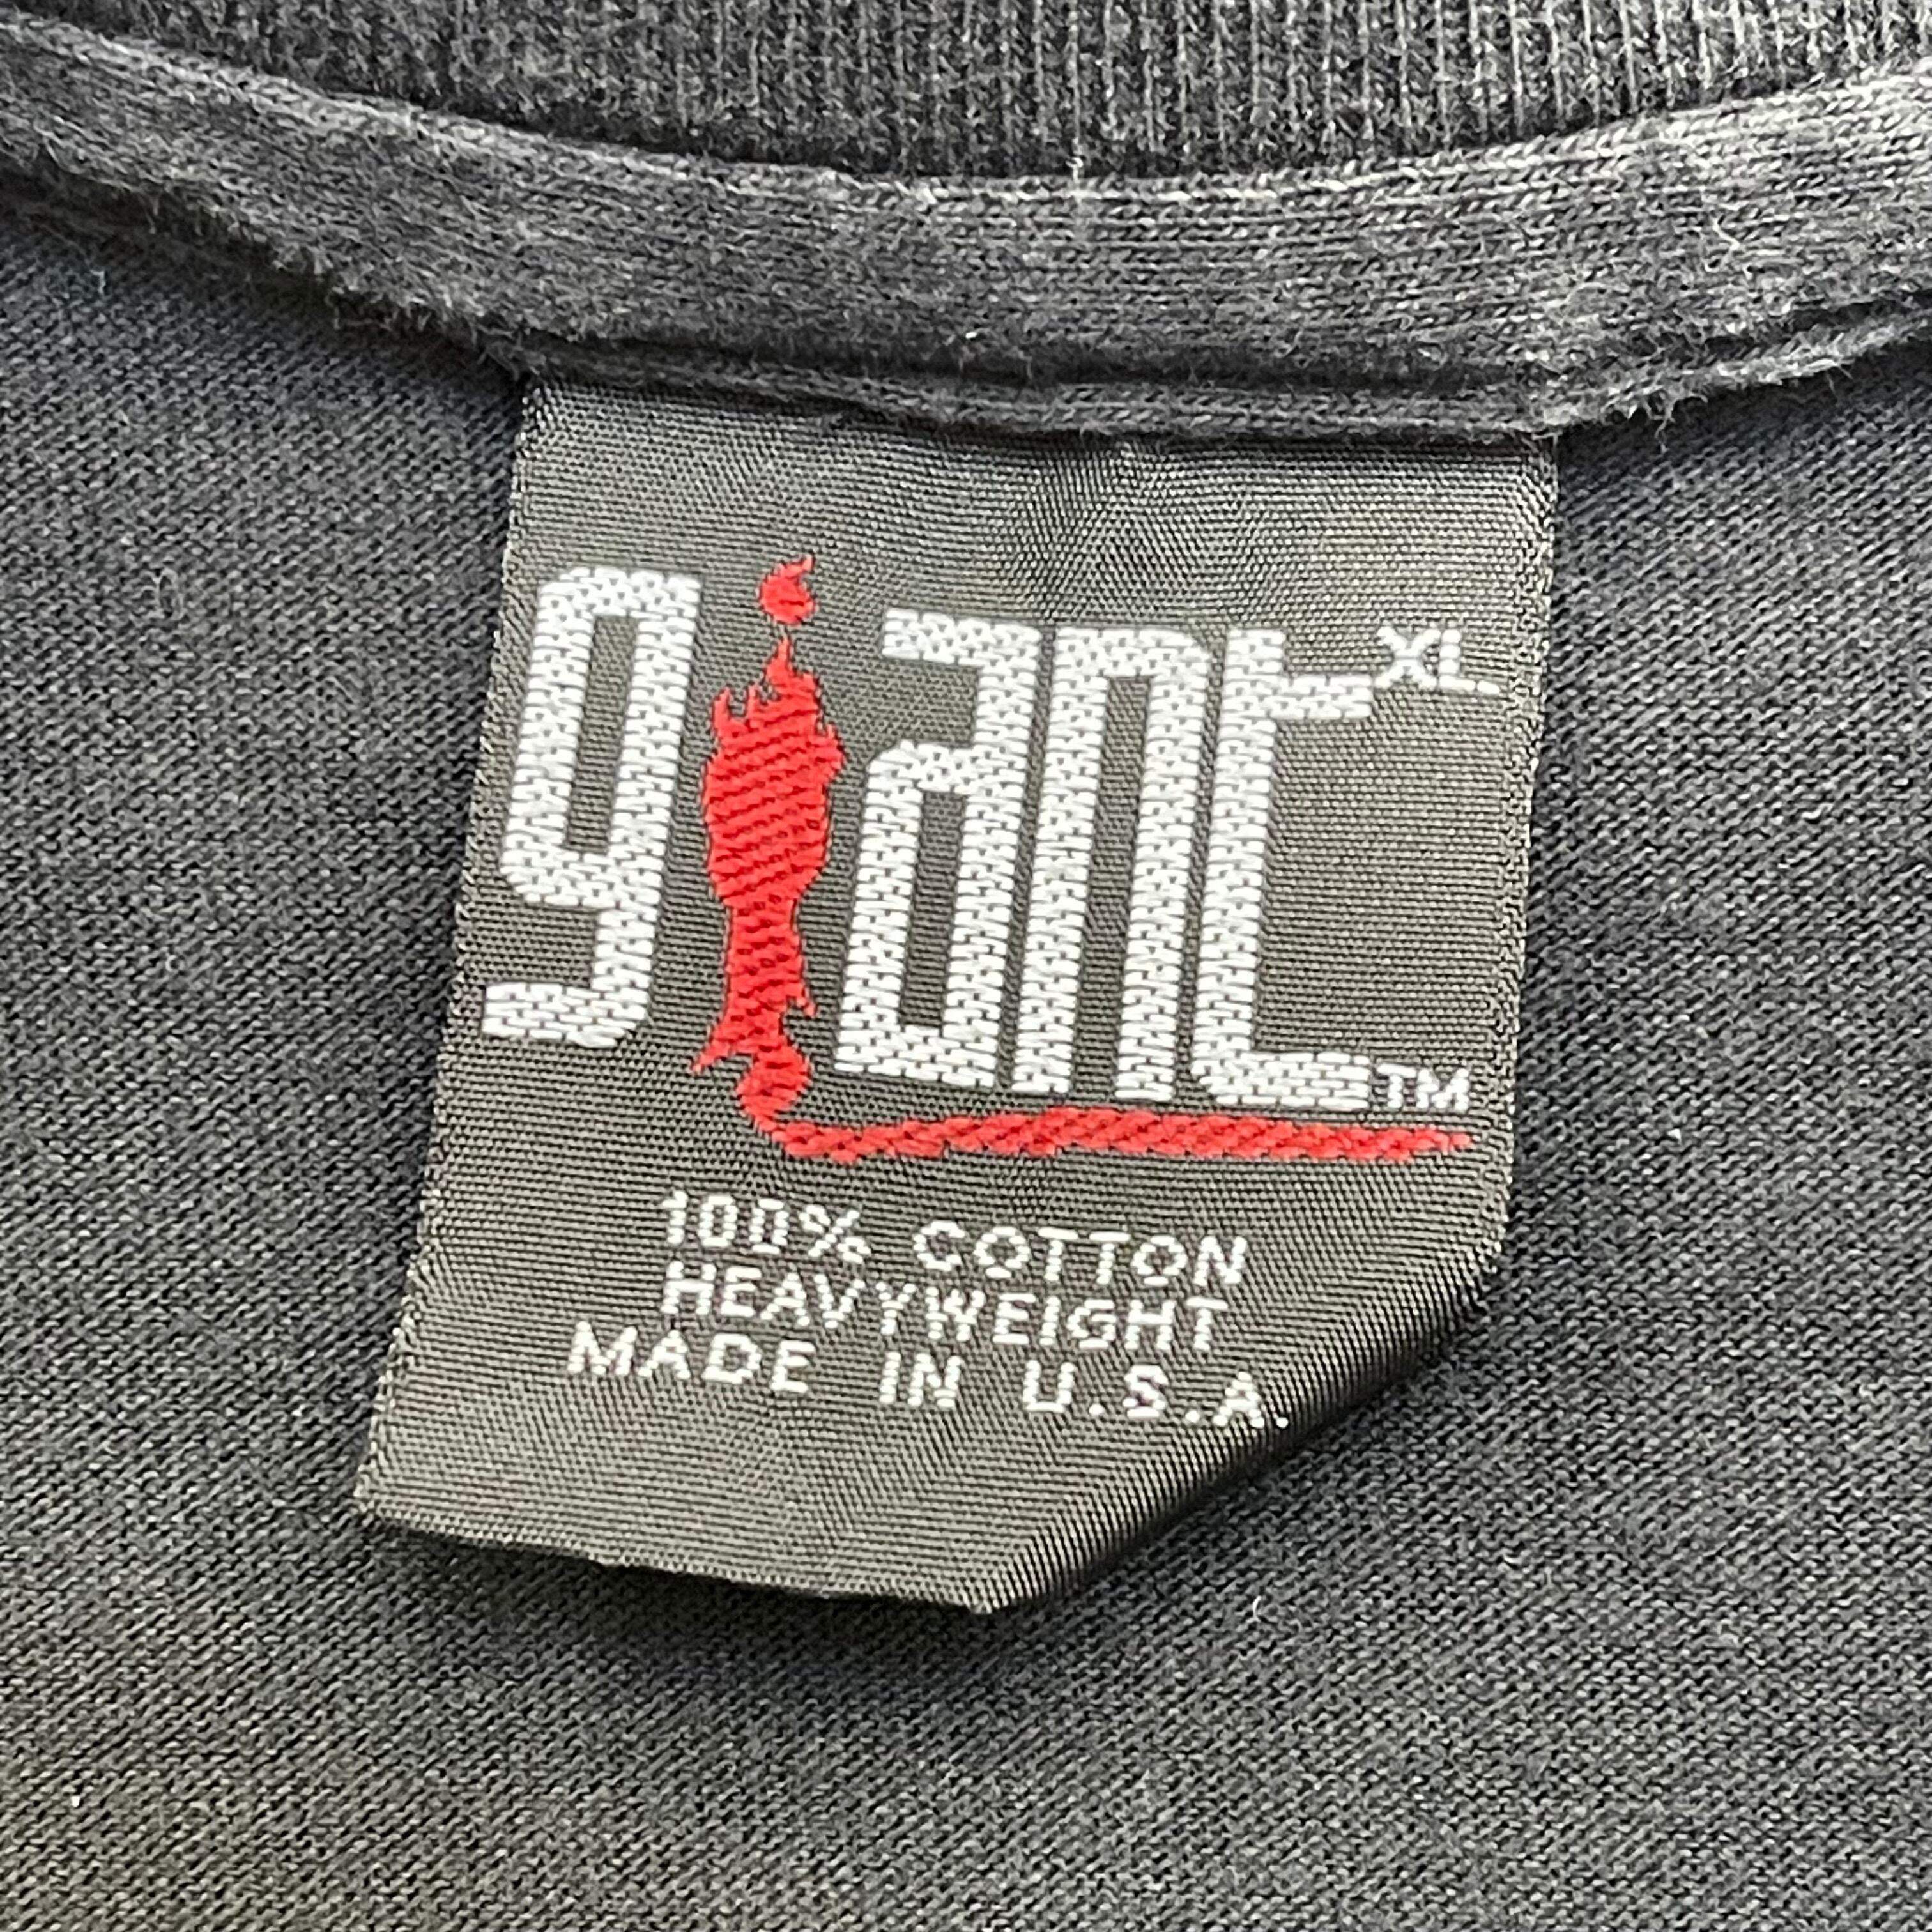 giant XL
TM
100% COTTON
HEAVYWEIGHT
MADE IN U.S.A.